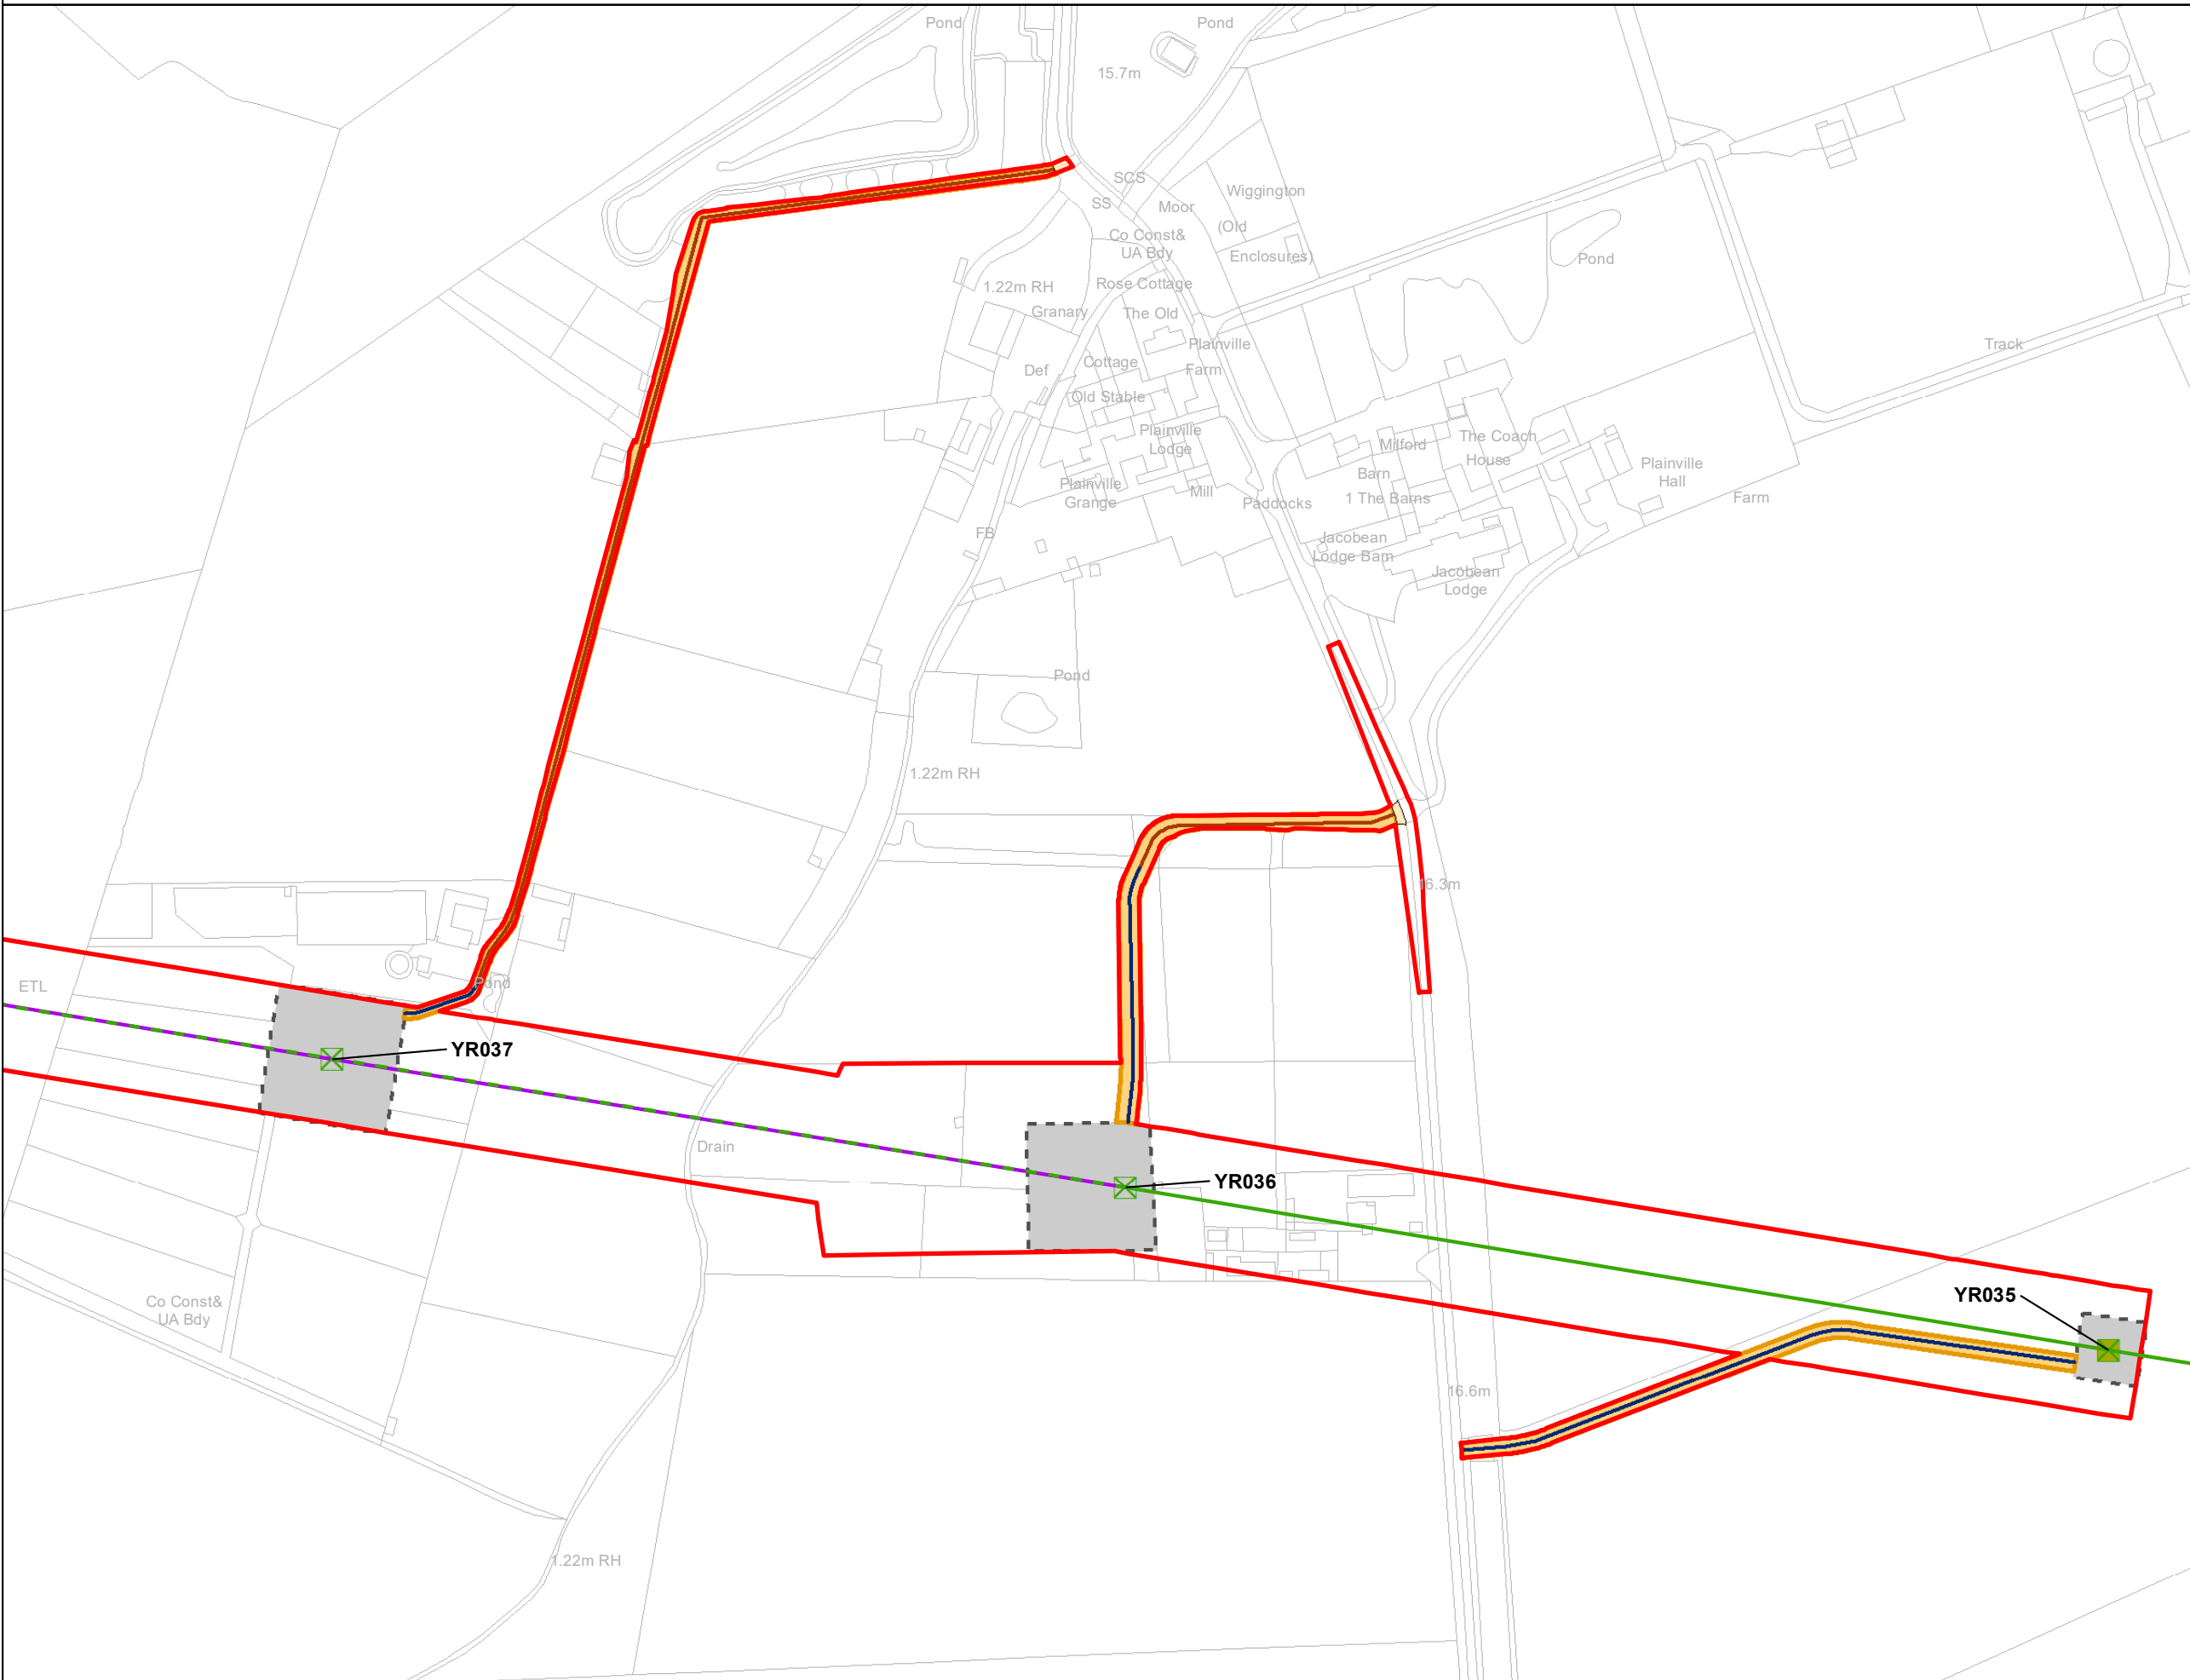 Pond
Pond
15.7m
SCS
SS
Moor
Wiggington
(Old
Enclosures)
Co Const&
UA Bdy
Pond
Rose Cottage
1.22m RH
Granary
The Old
Plainville
Track
Cottage
Farm
Def
Old Stable
Plainville
Lodge
Milford
The Coach
House
Barn
Plainville
Hall
Plainville
Grange
Mill
1 The Barns
Paddocks
Farm
FB
Jacobean
Lodge Barn
Jacobean
Lodge
Pond
1.22m RH
16.3m
ETL
Pond
YR037
Drain
YR036
Co Const&
UA Bdy
YR035
16.6m
1.22m RH